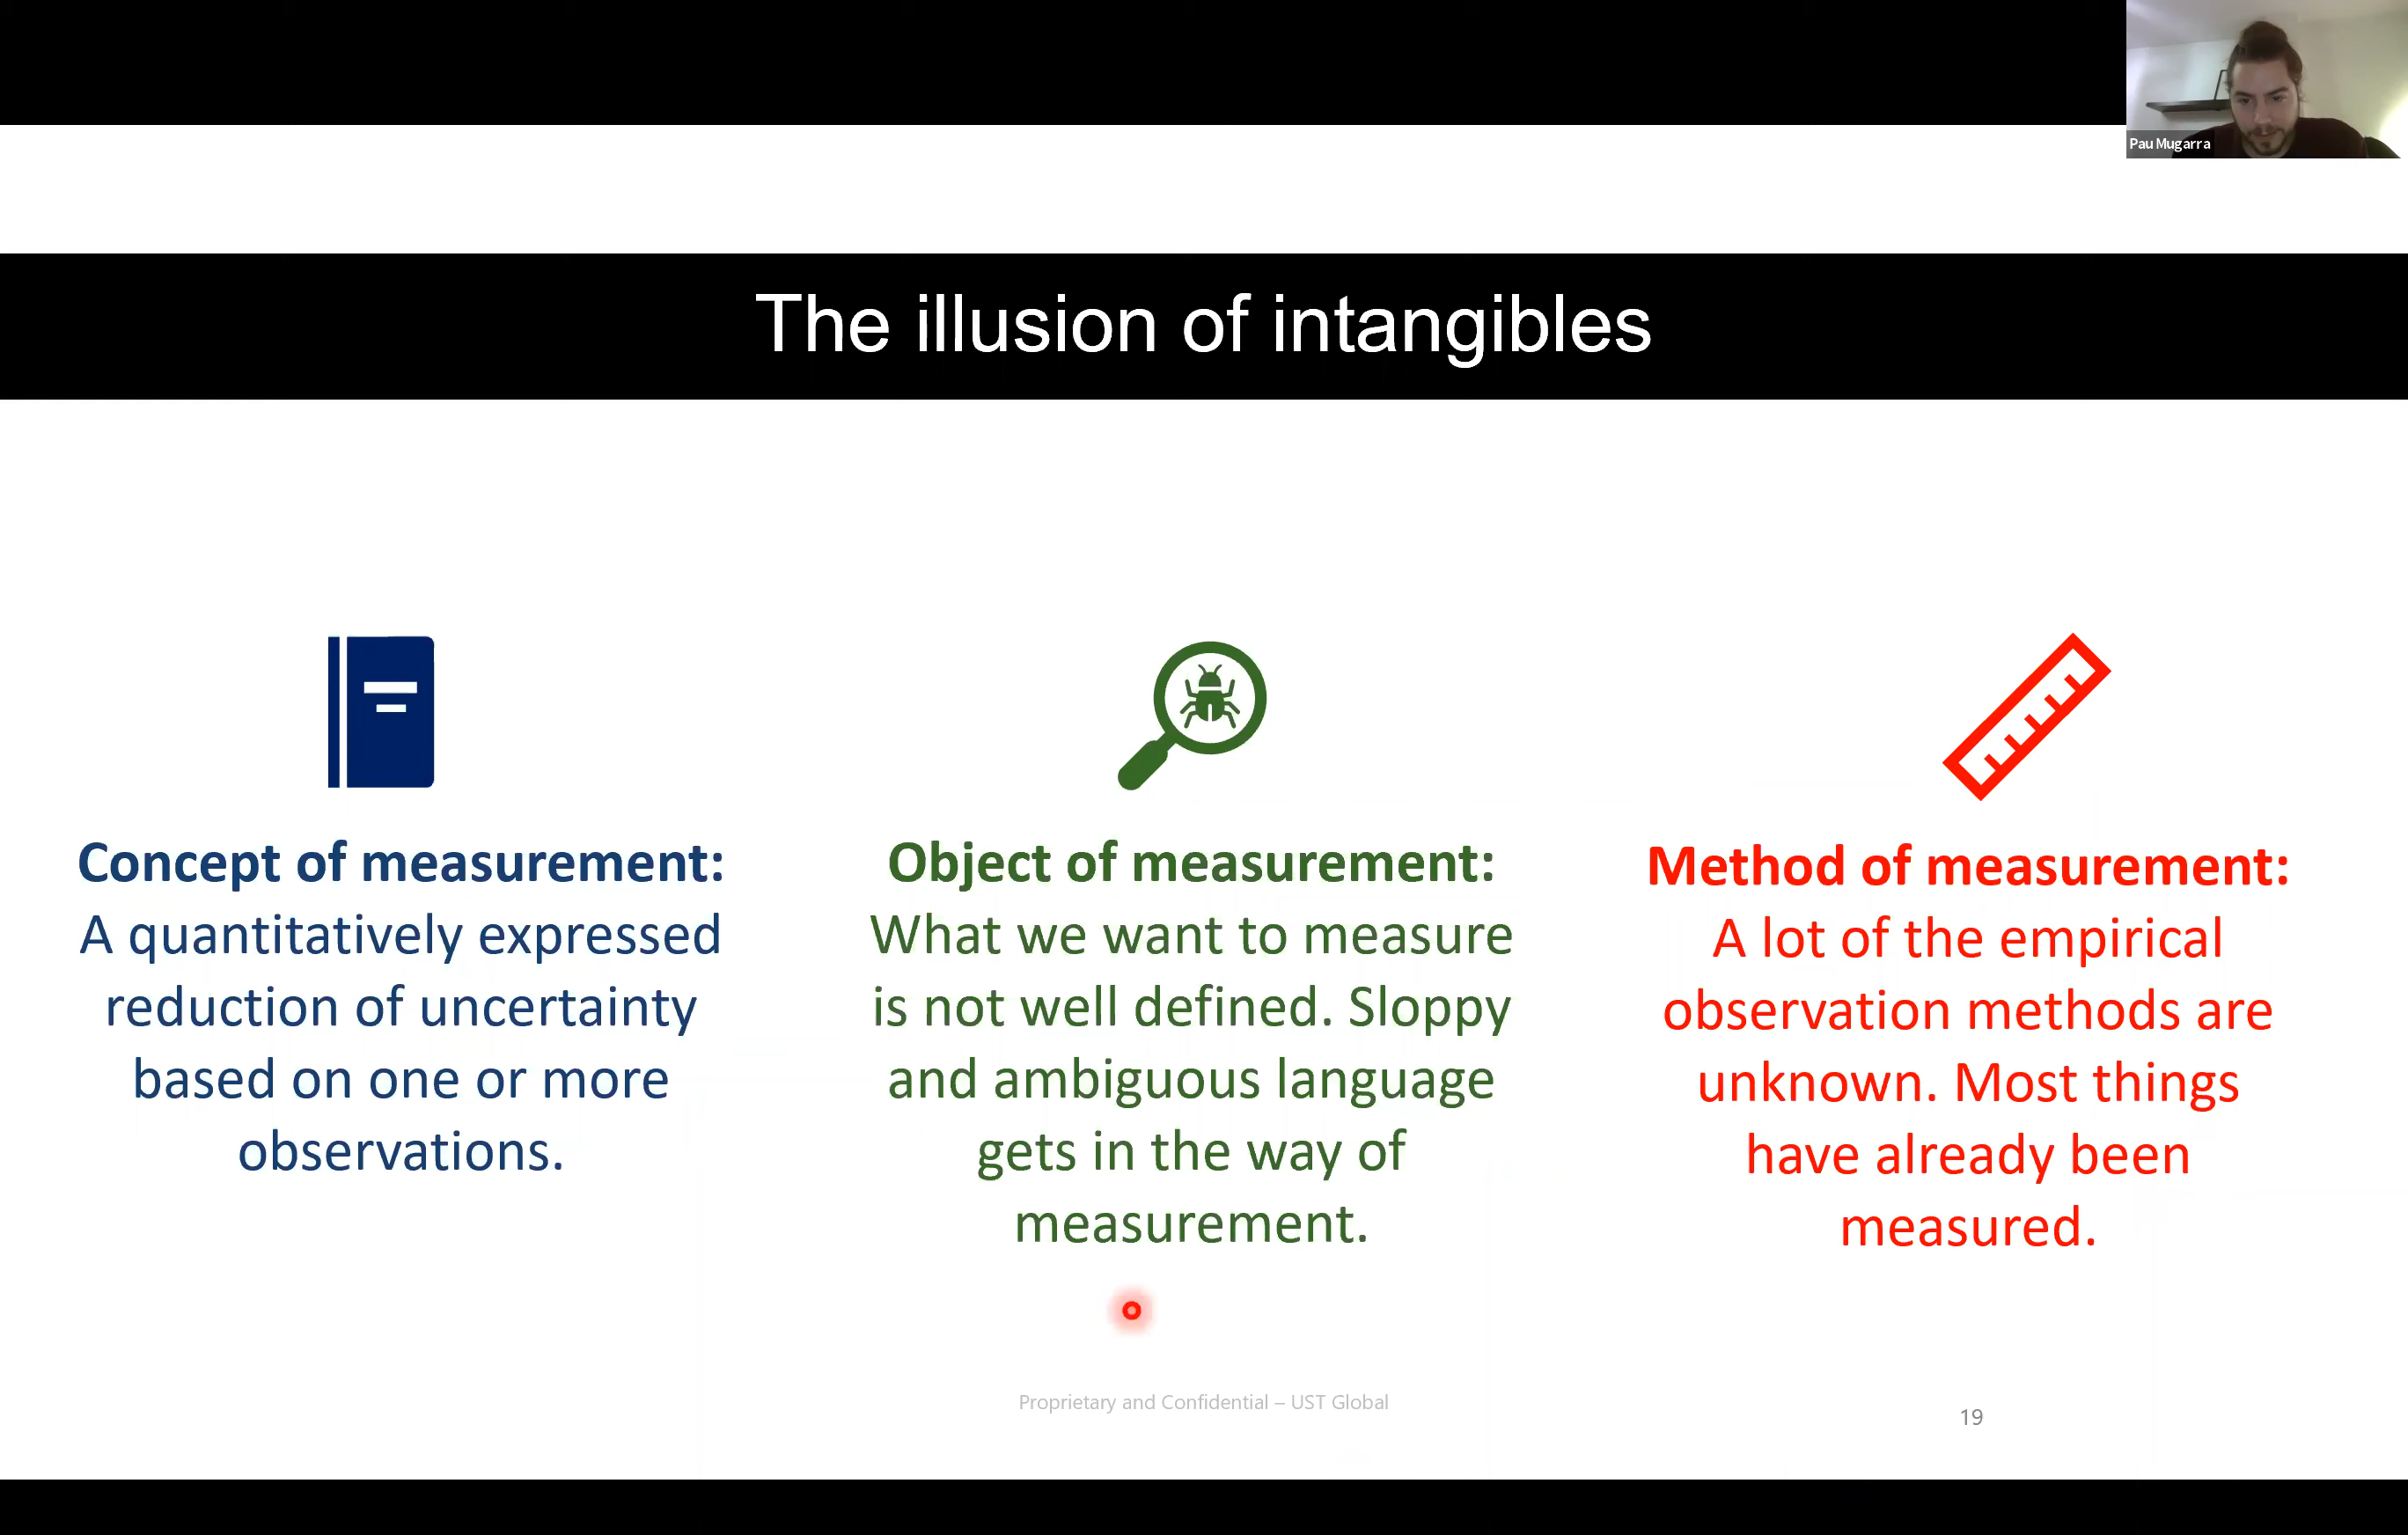 Pau Mugarra
The illusion of intangibles
Concept of measurement:
A quantitatively expressed
reduction of uncertainty
based on one or more
observations.
Object of measurement:
What we want to measure
is not well defined. Sloppy
and ambiguous language
gets in the way of
measurement.
Method of measurement:
A lot of the empirical
observation methods are
unknown. Most things
have already been
measured.
Proprietary and Confidential – UST Global
19